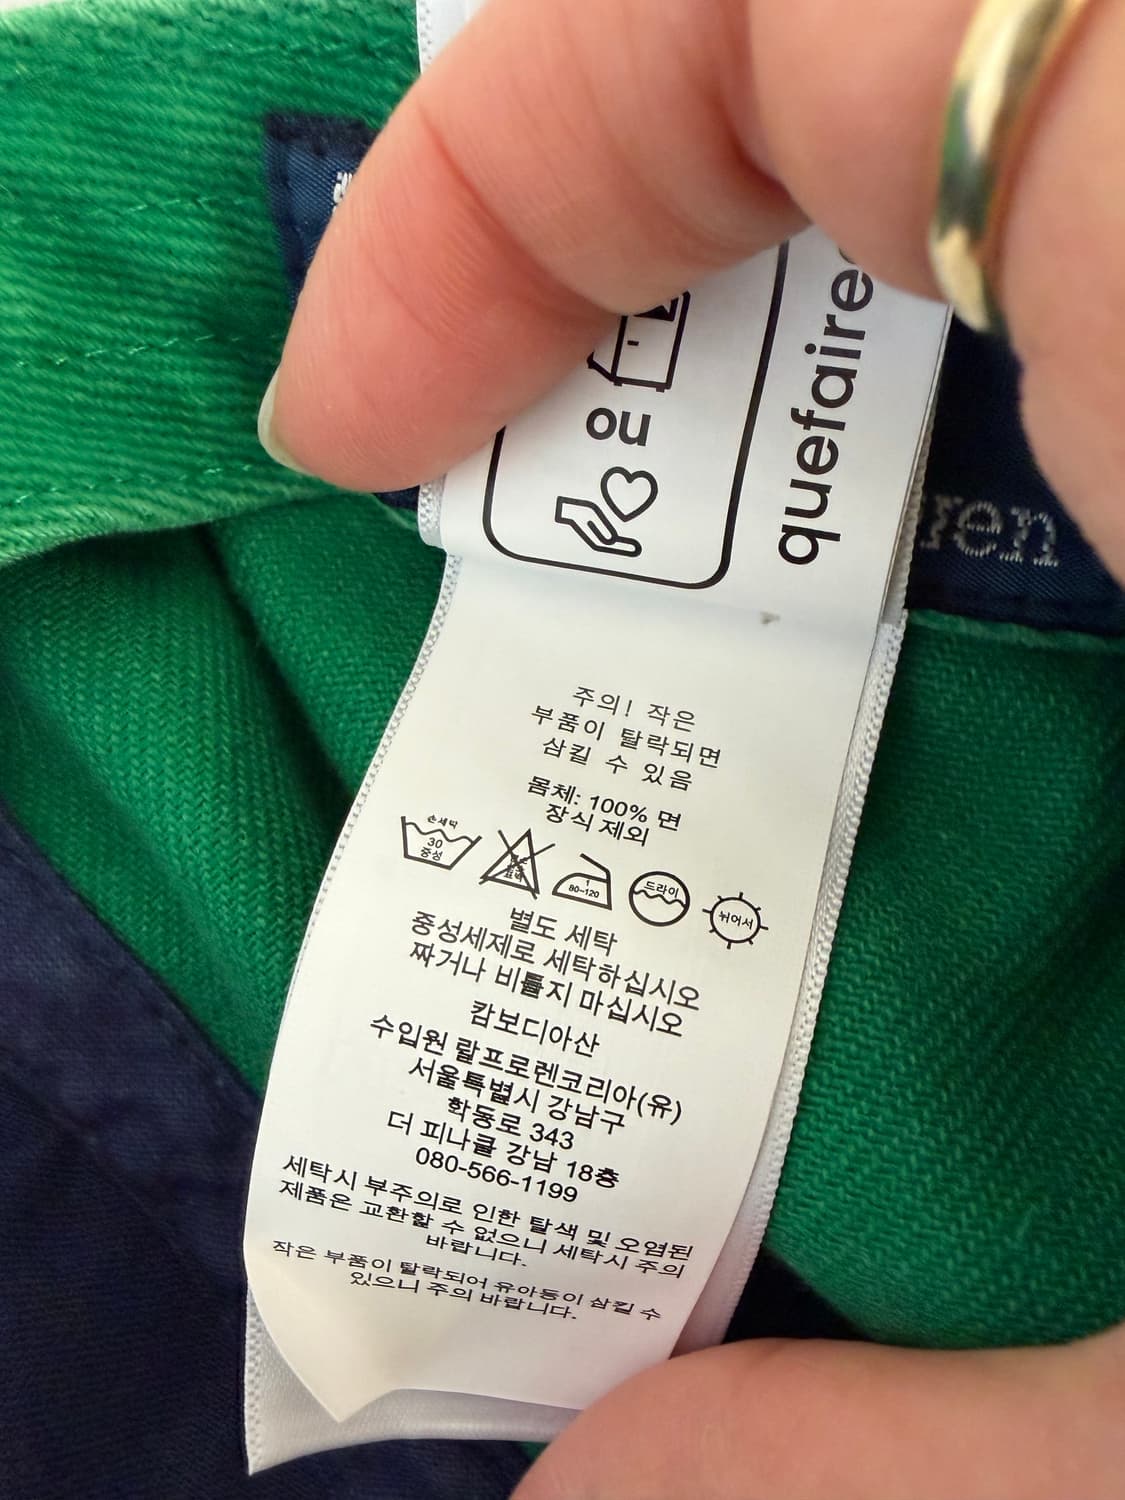 ou
quefaire
ren
주의! 작은
부품이 탈락되면
삼킬 수 있음
몸체: 100% 면
장식 제외
손세탁
30
중성
1
80~120
드라이
뉘어서
별도 세탁
중성세제로 세탁하십시오
짜거나 비틀지 마십시오
캄보디아산
수입원 랄프로렌코리아(유)
서울특별시 강남구
학동로 343
더 피나클 강남 18층
080-566-1199
세탁시 부주의로 인한 탈색 및 오염된
제품은 교환할 수 없으니 세탁시 주의
바랍니다.
작은 부품이 탈락되어 유아등이 삼킬 수
있으니 주의 바랍니다.